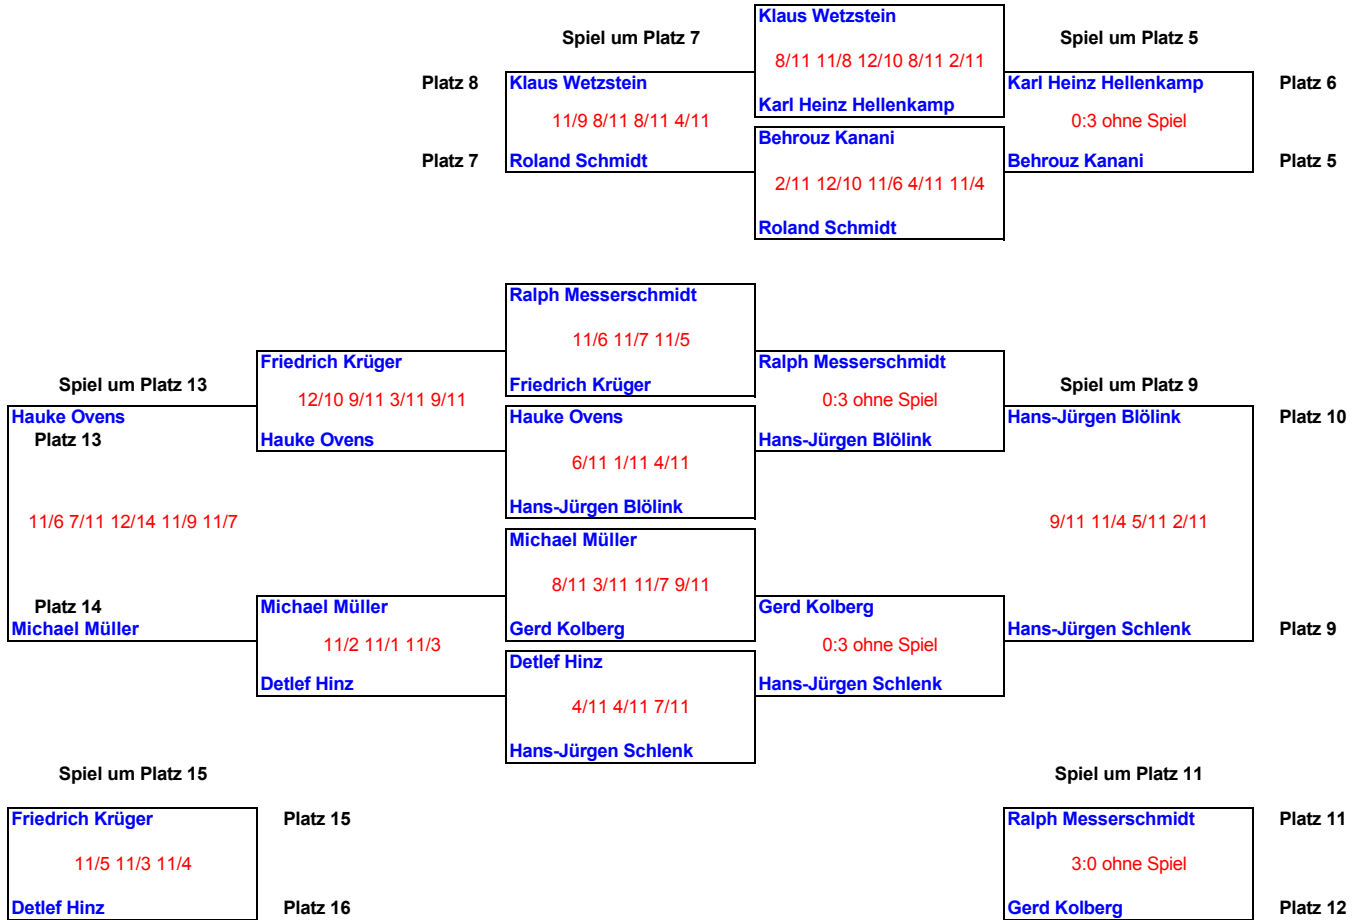 Klaus Wetzstein
Spiel um Platz 7
Spiel um Platz 5
8/11 11/8 12/10 8/11 2/11
Platz 8
Klaus Wetzstein
Karl Heinz Hellenkamp
Platz 6
Karl Heinz Hellenkamp
11/9 8/11 8/11 4/11
0:3 ohne Spiel
Behrouz Kanani
Platz 7
Roland Schmidt
Behrouz Kanani
Platz 5
2/11 12/10 11/6 4/11 11/4
Roland Schmidt
Ralph Messerschmidt
11/6 11/7 11/5
Friedrich Krüger
Ralph Messerschmidt
Spiel um Platz 13
Friedrich Krüger
Spiel um Platz 9
12/10 9/11 3/11 9/11
0:3 ohne Spiel
Hauke Ovens
Hauke Ovens
Hans-Jürgen Blölink
Platz 10
Platz 13
Hauke Ovens
Hans-Jürgen Blölink
6/11 1/11 4/11
Hans-Jürgen Blölink
11/6 7/11 12/14 11/9 11/7
9/11 11/4 5/11 2/11
Michael Müller
8/11 3/11 11/7 9/11
Platz 14
Michael Müller
Gerd Kolberg
Michael Müller
Gerd Kolberg
Hans-Jürgen Schlenk
Platz 9
11/2 11/1 11/3
0:3 ohne Spiel
Detlef Hinz
Detlef Hinz
Hans-Jürgen Schlenk
4/11 4/11 7/11
Hans-Jürgen Schlenk
Spiel um Platz 15
Spiel um Platz 11
Friedrich Krüger
Platz 15
Ralph Messerschmidt
Platz 11
11/5 11/3 11/4
3:0 ohne Spiel
Detlef Hinz
Platz 16
Gerd Kolberg
Platz 12